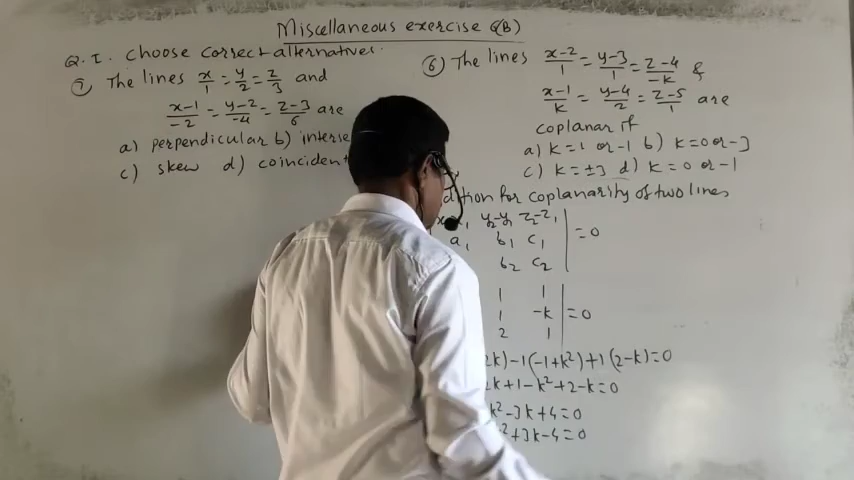 Miscellaneous exercise 6(B)
Q.I. Choose correct alternatives.
⑦ The lines x/1 = y/2 = z/3 and
x-1/-2 = y-2/-4 = z-3/6 are
a) perpendicular b)
c) skew d) coincident
⑥ The lines x-2/1 = y-3/1 = z-4/-k &
x-1/k = y-4/2 = z-5/1 are
coplanar if
a) k=1 or -1 b) k=0 or -3
c) k=±3 d) k=0 or -1
for coplanarity of two lines
y2-y1 z2-z1
a1 b1 c1 =0
b2 c2
1 1
1 -k =0
2 1
2k) -1(-1+k²) +1(2-k)=0
2k+1-k²+2-k=0
k²-3k+4=0
²+3k-4=0